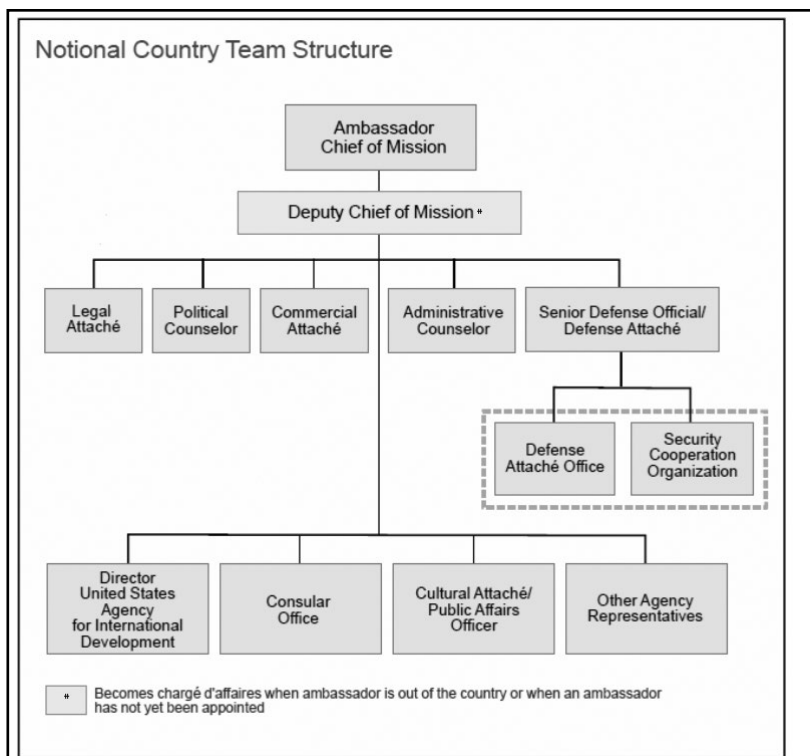 Notional Country Team Structure
Ambassador
Chief of Mission
Deputy Chief of Mission *
Legal
Attaché
Political
Counselor
Commercial
Attaché
Administrative
Counselor
Senior Defense Official/
Defense Attaché
Defense
Attaché Office
Security
Cooperation
Organization
Director
United States
Agency
for International
Development
Consular
Office
Cultural Attaché/
Public Affairs
Officer
Other Agency
Representatives
* Becomes chargé d'affaires when ambassador is out of the country or when an ambassador
has not yet been appointed